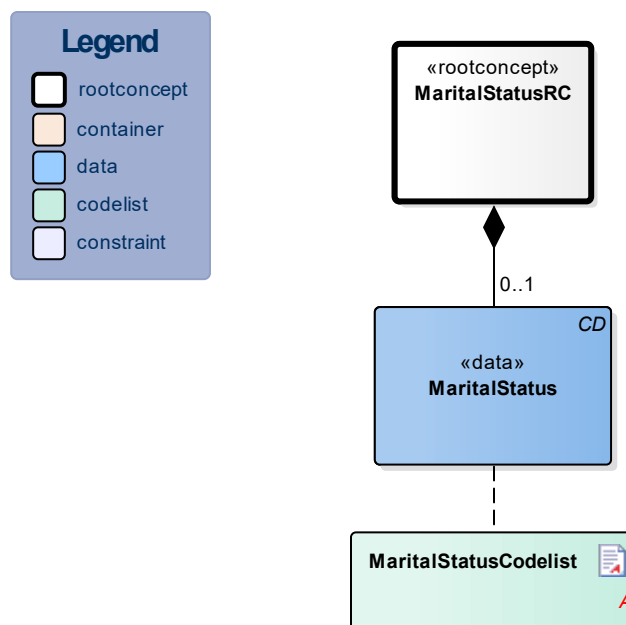 Legend
rootconcept
container
data
codelist
constraint
«rootconcept»
MaritalStatusRC
0..1
CD
«data»
MaritalStatus
MaritalStatusCodelist